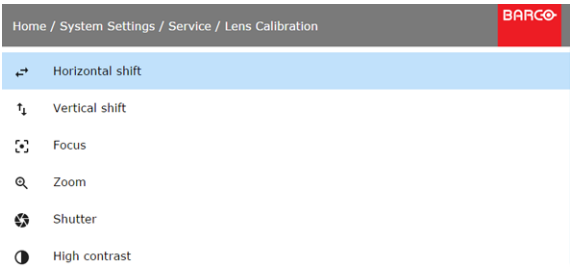 Home / System Settings / Service / Lens Calibration
BARCO
Horizontal shift
Vertical shift
Focus
Zoom
Shutter
High contrast